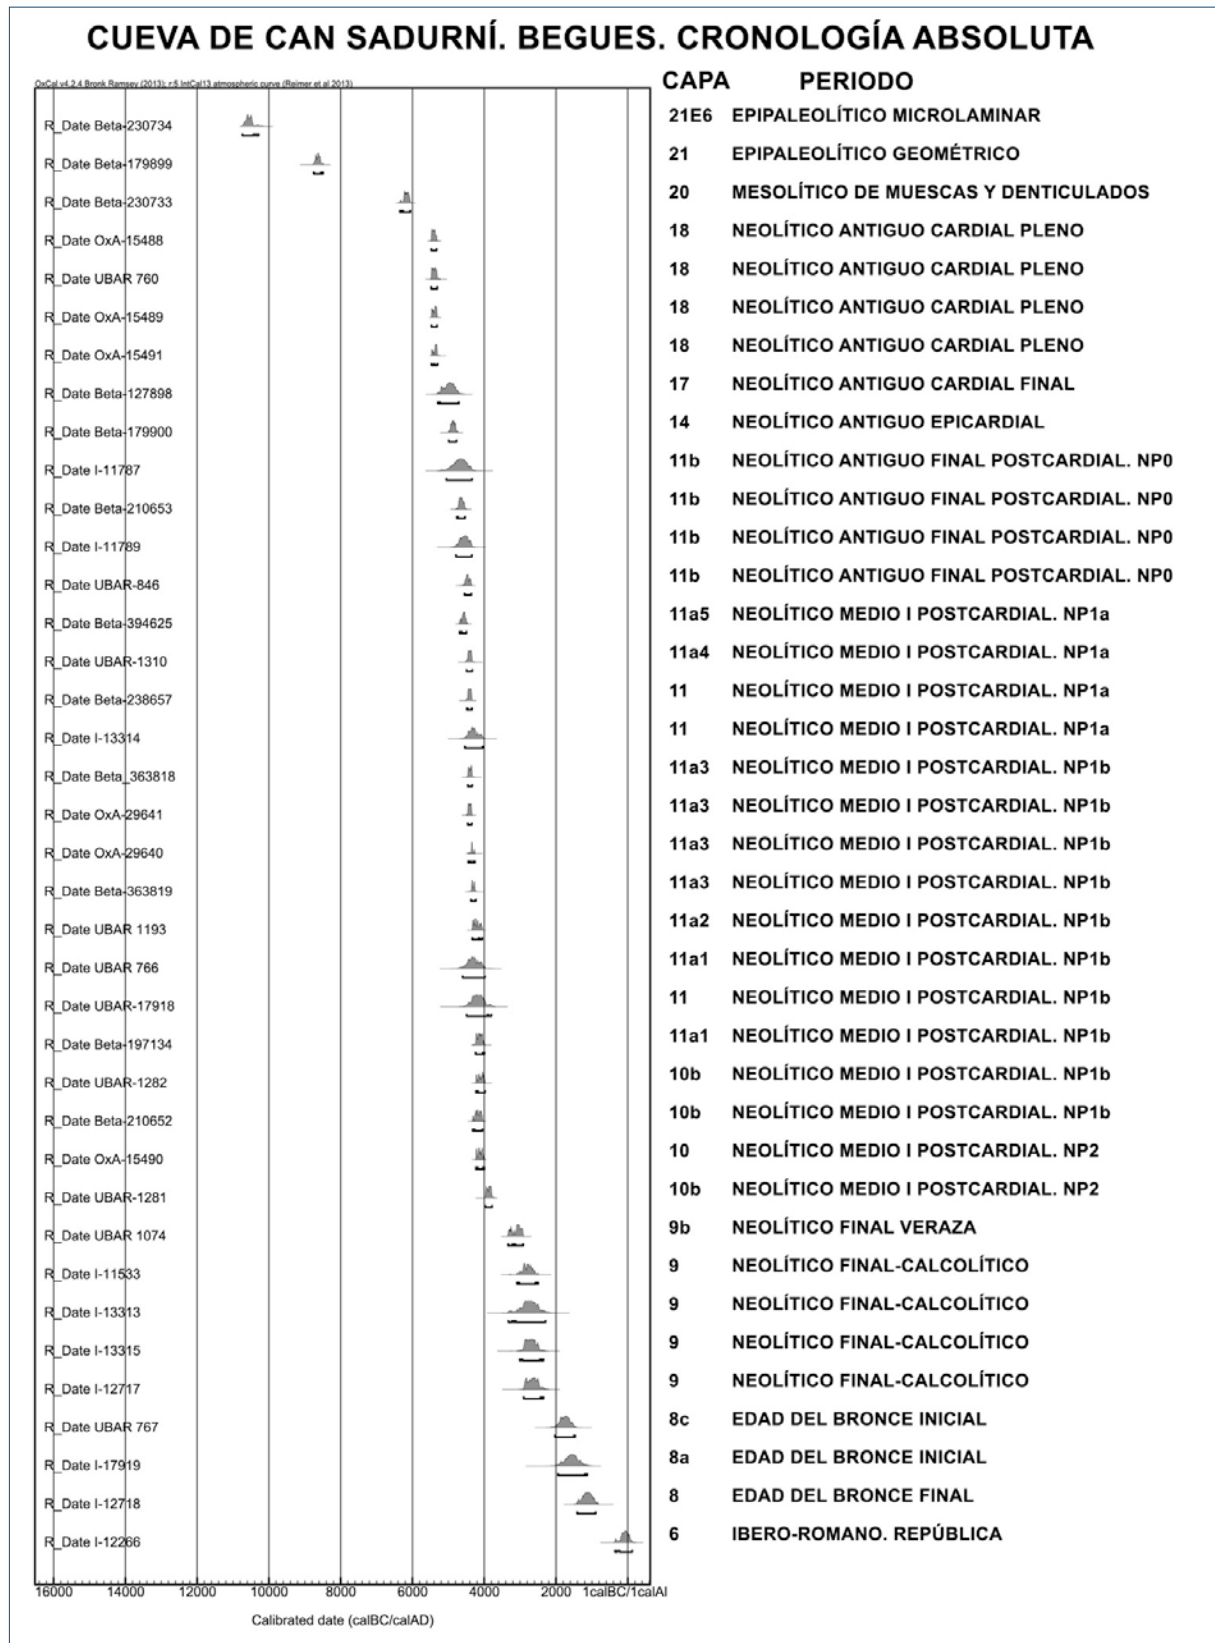 CUEVA DE CAN SADURNÍ. BEGUES. CRONOLOGÍA ABSOLUTA
OxCal v4.2.4 Bronk Ramsey (2013); r:5 IntCal13 atmospheric curve (Reimer et al 2013)
CAPA PERIODO
R_Date Beta-230734 21E6 EPIPALEOLÍTICO MICROLAMINAR
R_Date Beta-179899 21 EPIPALEOLÍTICO GEOMÉTRICO
R_Date Beta-230733 20 MESOLÍTICO DE MUESCAS Y DENTICULADOS
R_Date OxA-15488 18 NEOLÍTICO ANTIGUO CARDIAL PLENO
R_Date UBAR 760 18 NEOLÍTICO ANTIGUO CARDIAL PLENO
R_Date OxA-15489 18 NEOLÍTICO ANTIGUO CARDIAL PLENO
R_Date OxA-15491 18 NEOLÍTICO ANTIGUO CARDIAL PLENO
R_Date Beta-127898 17 NEOLÍTICO ANTIGUO CARDIAL FINAL
R_Date Beta-179900 14 NEOLÍTICO ANTIGUO EPICARDIAL
R_Date I-11787 11b NEOLÍTICO ANTIGUO FINAL POSTCARDIAL. NP0
R_Date Beta-210653 11b NEOLÍTICO ANTIGUO FINAL POSTCARDIAL. NP0
R_Date I-11789 11b NEOLÍTICO ANTIGUO FINAL POSTCARDIAL. NP0
R_Date UBAR-846 11b NEOLÍTICO ANTIGUO FINAL POSTCARDIAL. NP0
R_Date Beta-394625 11a5 NEOLÍTICO MEDIO I POSTCARDIAL. NP1a
R_Date UBAR-1310 11a4 NEOLÍTICO MEDIO I POSTCARDIAL. NP1a
R_Date Beta-238657 11 NEOLÍTICO MEDIO I POSTCARDIAL. NP1a
R_Date I-13314 11 NEOLÍTICO MEDIO I POSTCARDIAL. NP1a
R_Date Beta_363818 11a3 NEOLÍTICO MEDIO I POSTCARDIAL. NP1b
R_Date OxA-29641 11a3 NEOLÍTICO MEDIO I POSTCARDIAL. NP1b
R_Date OxA-29640 11a3 NEOLÍTICO MEDIO I POSTCARDIAL. NP1b
R_Date Beta-363819 11a3 NEOLÍTICO MEDIO I POSTCARDIAL. NP1b
R_Date UBAR 1193 11a2 NEOLÍTICO MEDIO I POSTCARDIAL. NP1b
R_Date UBAR 766 11a1 NEOLÍTICO MEDIO I POSTCARDIAL. NP1b
R_Date UBAR-17918 11 NEOLÍTICO MEDIO I POSTCARDIAL. NP1b
R_Date Beta-197134 11a1 NEOLÍTICO MEDIO I POSTCARDIAL. NP1b
R_Date UBAR-1282 10b NEOLÍTICO MEDIO I POSTCARDIAL. NP1b
R_Date Beta-210652 10b NEOLÍTICO MEDIO I POSTCARDIAL. NP1b
R_Date OxA-15490 10 NEOLÍTICO MEDIO I POSTCARDIAL. NP2
R_Date UBAR-1281 10b NEOLÍTICO MEDIO I POSTCARDIAL. NP2
R_Date UBAR 1074 9b NEOLÍTICO FINAL VERAZA
R_Date I-11533 9 NEOLÍTICO FINAL-CALCOLÍTICO
R_Date I-13313 9 NEOLÍTICO FINAL-CALCOLÍTICO
R_Date I-13315 9 NEOLÍTICO FINAL-CALCOLÍTICO
R_Date I-12717 9 NEOLÍTICO FINAL-CALCOLÍTICO
R_Date UBAR 767 8c EDAD DEL BRONCE INICIAL
R_Date I-17919 8a EDAD DEL BRONCE INICIAL
R_Date I-12718 8 EDAD DEL BRONCE FINAL
R_Date I-12266 6 IBERO-ROMANO. REPÚBLICA
16000 14000 12000 10000 8000 6000 4000 2000 1calBC/1calAI
Calibrated date (calBC/calAD)